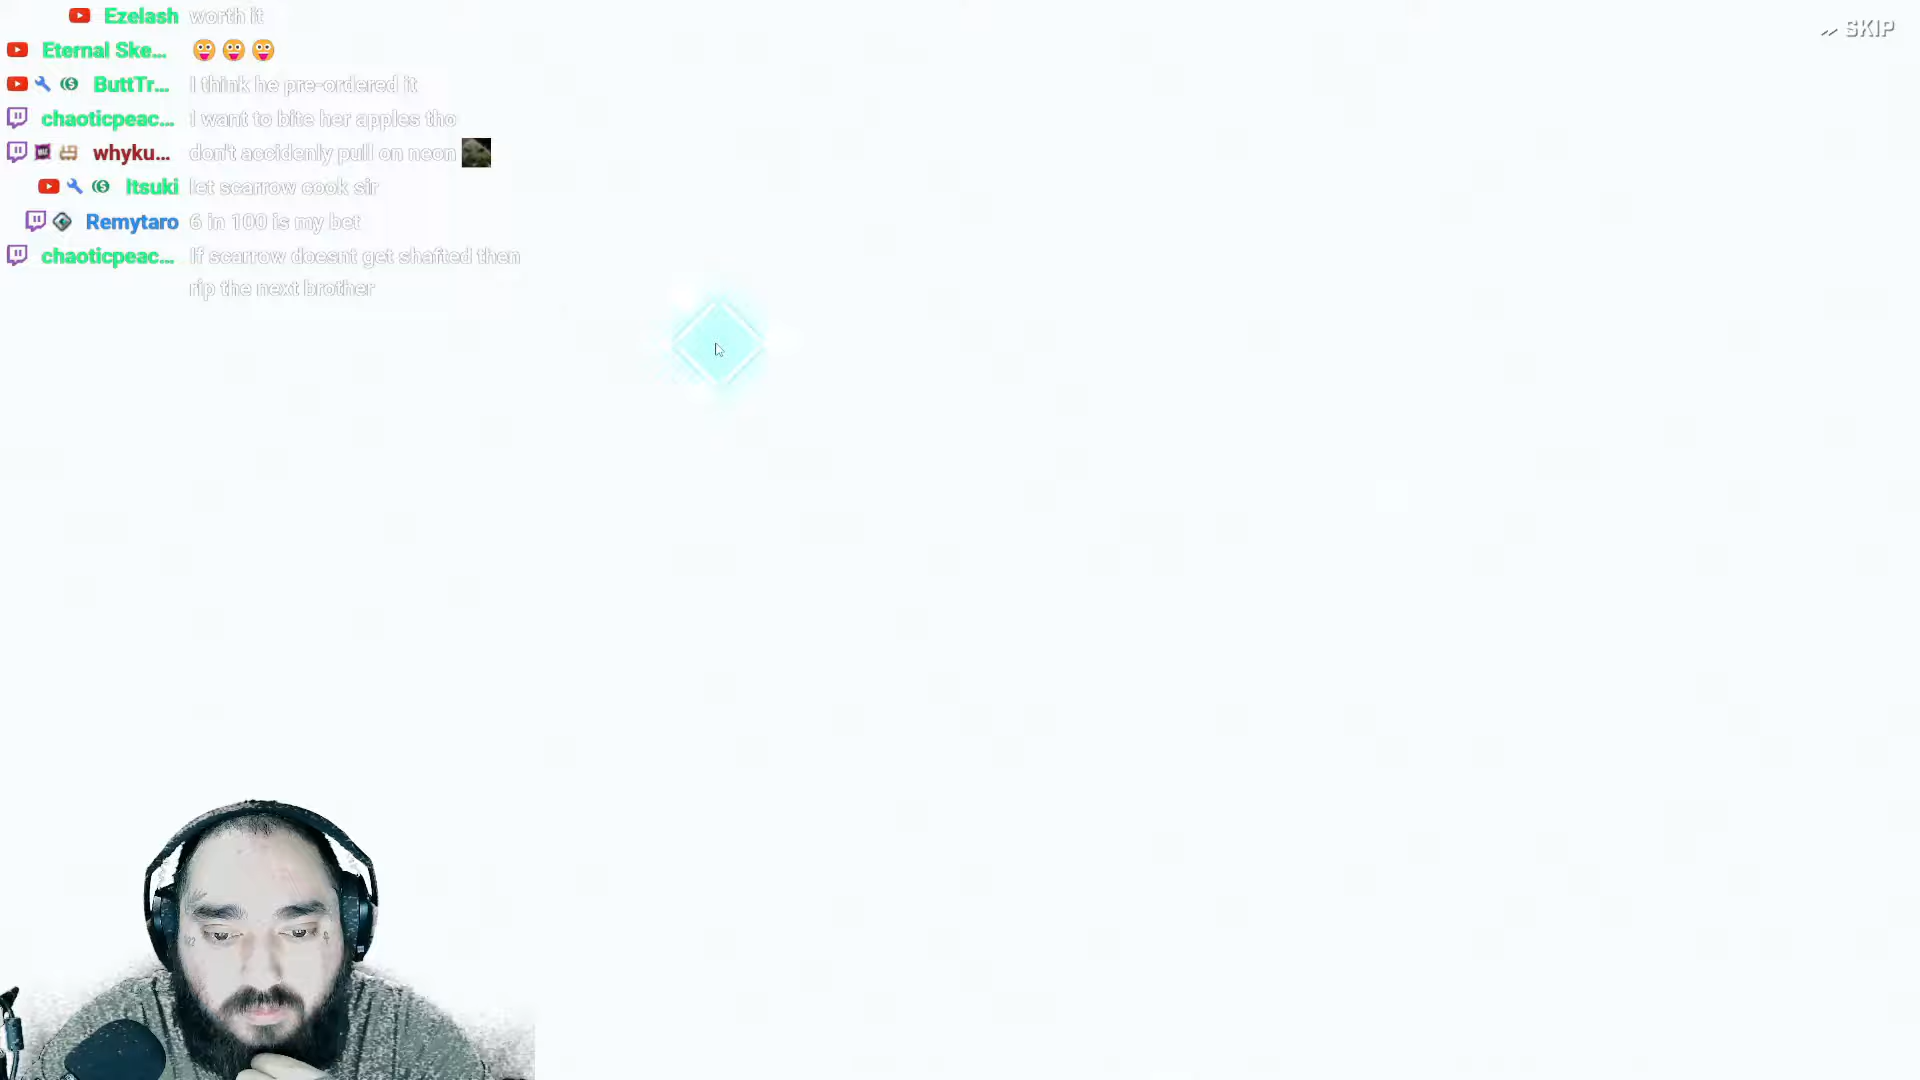 SKIP
Ezelash worth it
Eternal Ske...
ButtTr... I think he pre-ordered it
chaoticpeac... I want to bite her apples tho
whyku... don't accidenly pull on neon
Itsuki let scarrow cook sir
Remytaro 6 in 100 is my bet
chaoticpeac... If scarrow doesnt get shafted then
rip the next brother